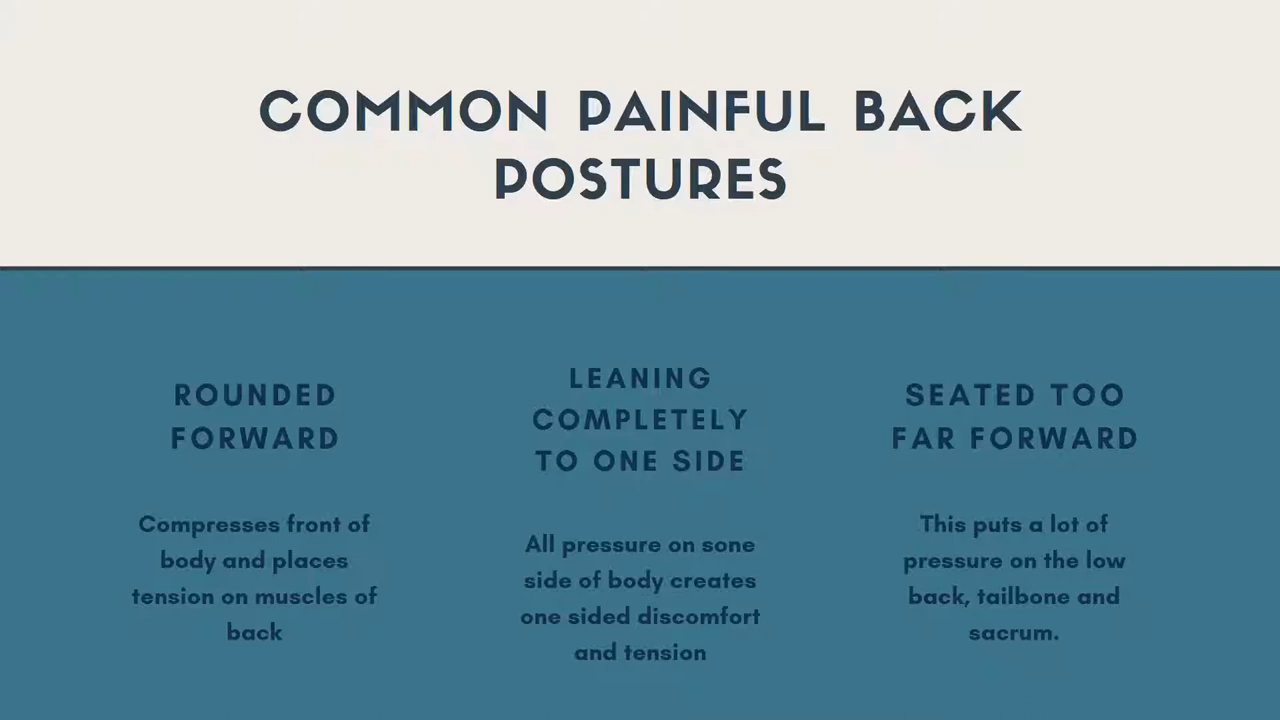 COMMON PAINFUL BACK
POSTURES
ROUNDED
FORWARD
Compresses front of
body and places
tension on muscles of
back
LEANING
COMPLETELY
TO ONE SIDE
All pressure on sone
side of body creates
one sided discomfort
and tension
SEATED TOO
FAR FORWARD
This puts a lot of
pressure on the low
back, tailbone and
sacrum.